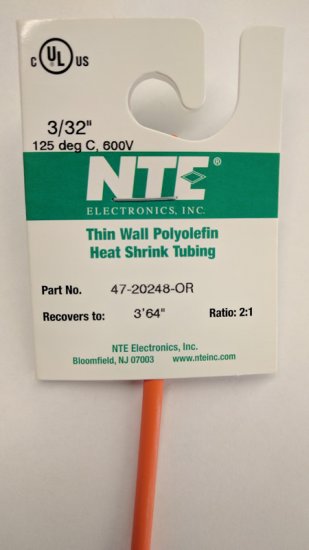 c UL US
®
3/32"
125 deg C, 600V
NTE®
ELECTRONICS, INC.
Thin Wall Polyolefin
Heat Shrink Tubing
Part No. 47-20248-OR
Recovers to: 3'64" Ratio: 2:1
NTE Electronics, Inc.
Bloomfield, NJ 07003 www.nteinc.com